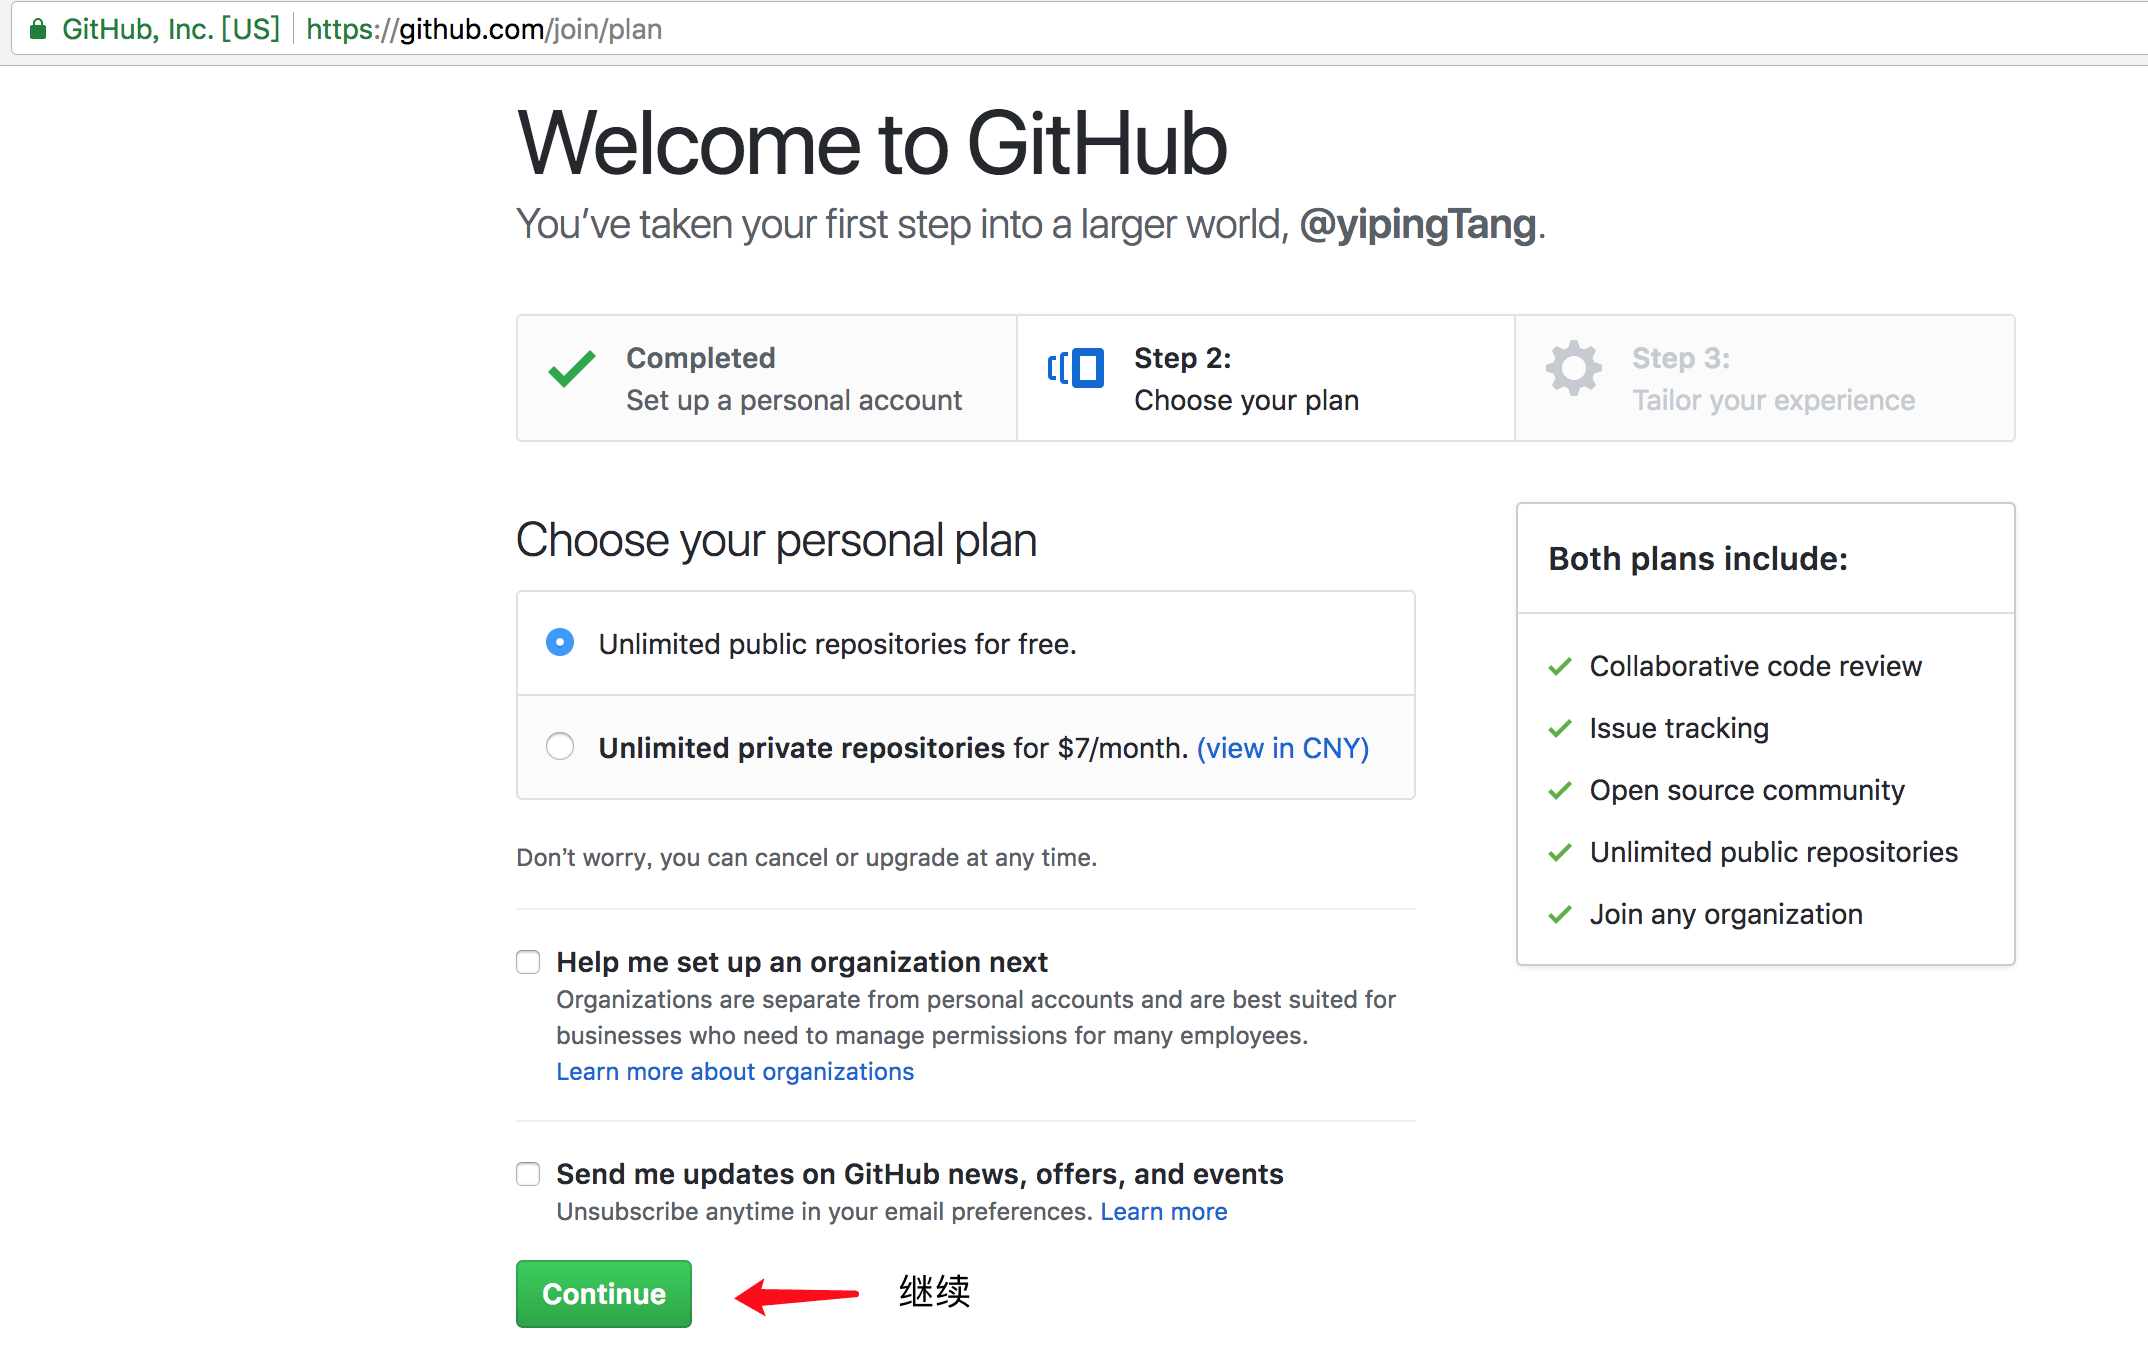 GitHub, Inc. [US] https://github.com/join/plan
Welcome to GitHub
You’ve taken your first step into a larger world, @yipingTang.
Completed
Set up a personal account
Step 2:
Choose your plan
Step 3:
Tailor your experience
Choose your personal plan
Unlimited public repositories for free.
Unlimited private repositories for $7/month. (view in CNY)
Don’t worry, you can cancel or upgrade at any time.
Help me set up an organization next
Organizations are separate from personal accounts and are best suited for
businesses who need to manage permissions for many employees.
Learn more about organizations
Send me updates on GitHub news, offers, and events
Unsubscribe anytime in your email preferences. Learn more
Continue
继续
Both plans include:
Collaborative code review
Issue tracking
Open source community
Unlimited public repositories
Join any organization